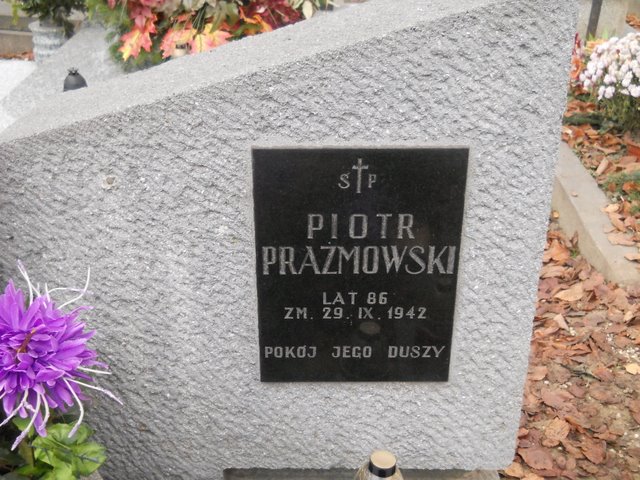 Ś † P
PIOTR
PRAŻMOWSKI
LAT 86
ZM. 29. IX. 1942
POKÓJ JEGO DUSZY